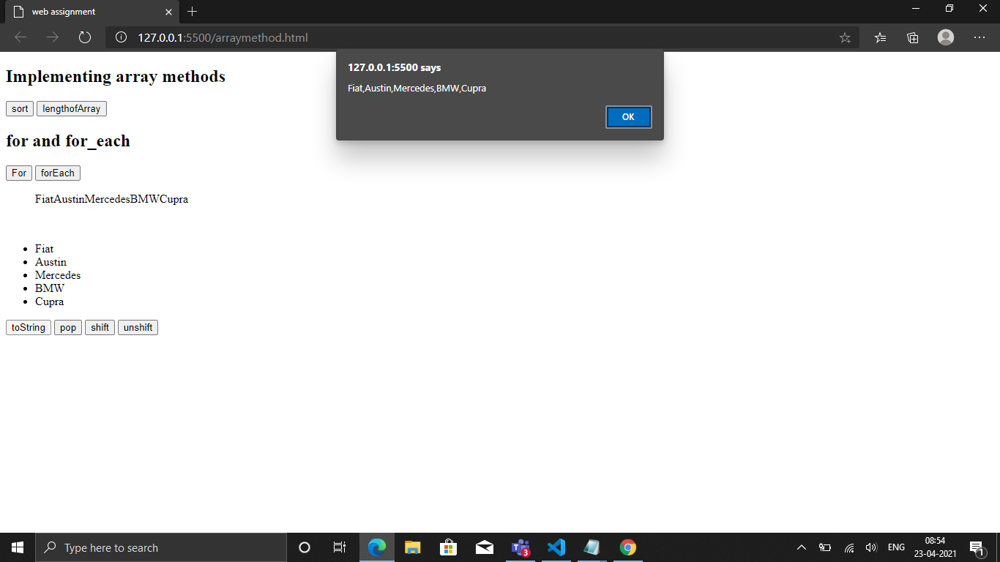 web assignment
127.0.0.1:5500/arraymethod.html
127.0.0.1:5500 says
Fiat,Austin,Mercedes,BMW,Cupra
OK
Implementing array methods
sort lengthofArray
for and for_each
For forEach
FiatAustinMercedesBMWCupra
Fiat
Austin
Mercedes
BMW
Cupra
toString pop shift unshift
Type here to search
3
ENG
08:54
23-04-2021
1